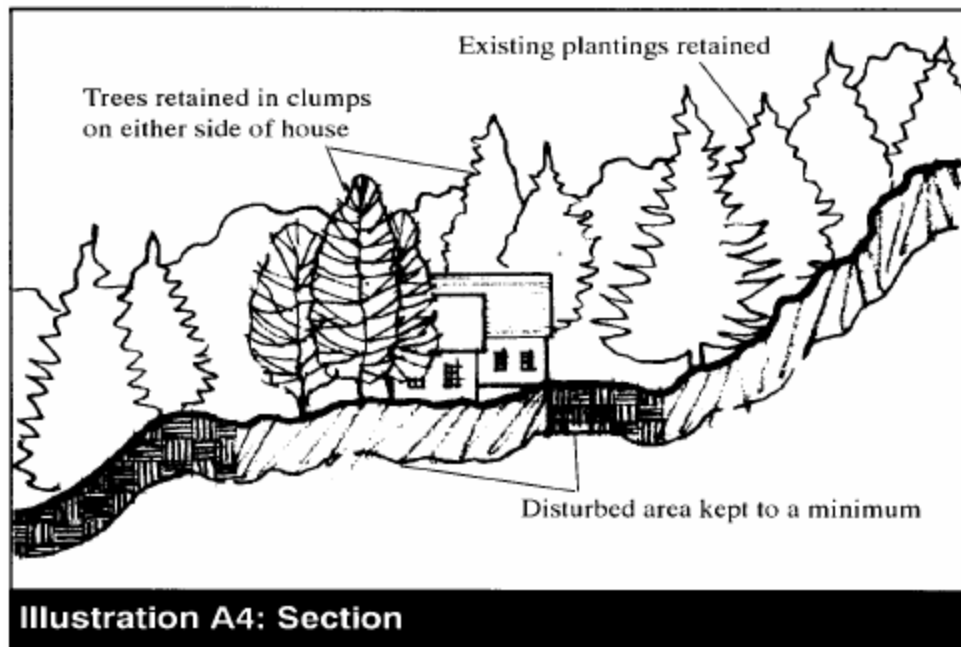 Existing plantings retained
Trees retained in clumps
on either side of house
Disturbed area kept to a minimum
Illustration A4: Section